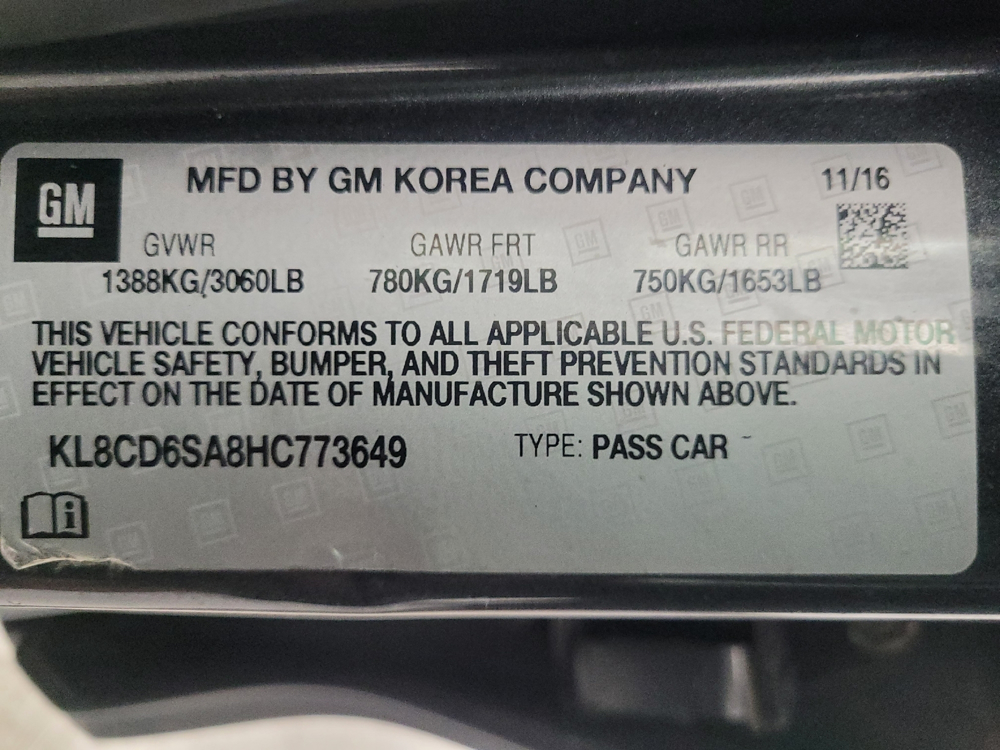 GM
MFD BY GM KOREA COMPANY
11/16
GVWR GAWR FRT GAWR RR
1388KG/3060LB 780KG/1719LB 750KG/1653LB
THIS VEHICLE CONFORMS TO ALL APPLICABLE U.S. FEDERAL MOTOR
VEHICLE SAFETY, BUMPER, AND THEFT PREVENTION STANDARDS IN
EFFECT ON THE DATE OF MANUFACTURE SHOWN ABOVE.
KL8CD6SA8HC773649 TYPE: PASS CAR